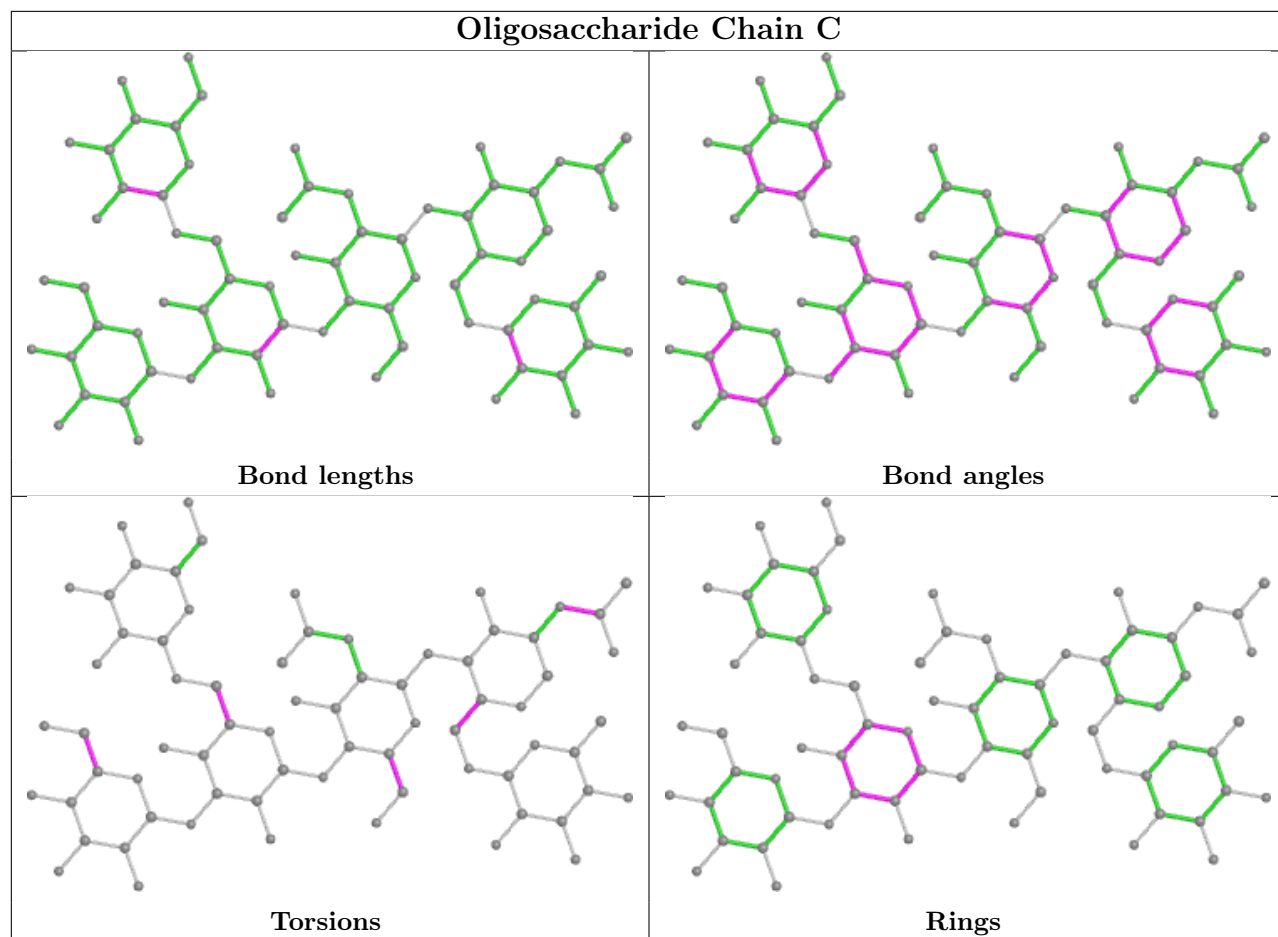 Oligosaccharide Chain C
Bond lengths
Bond angles
Torsions
Rings